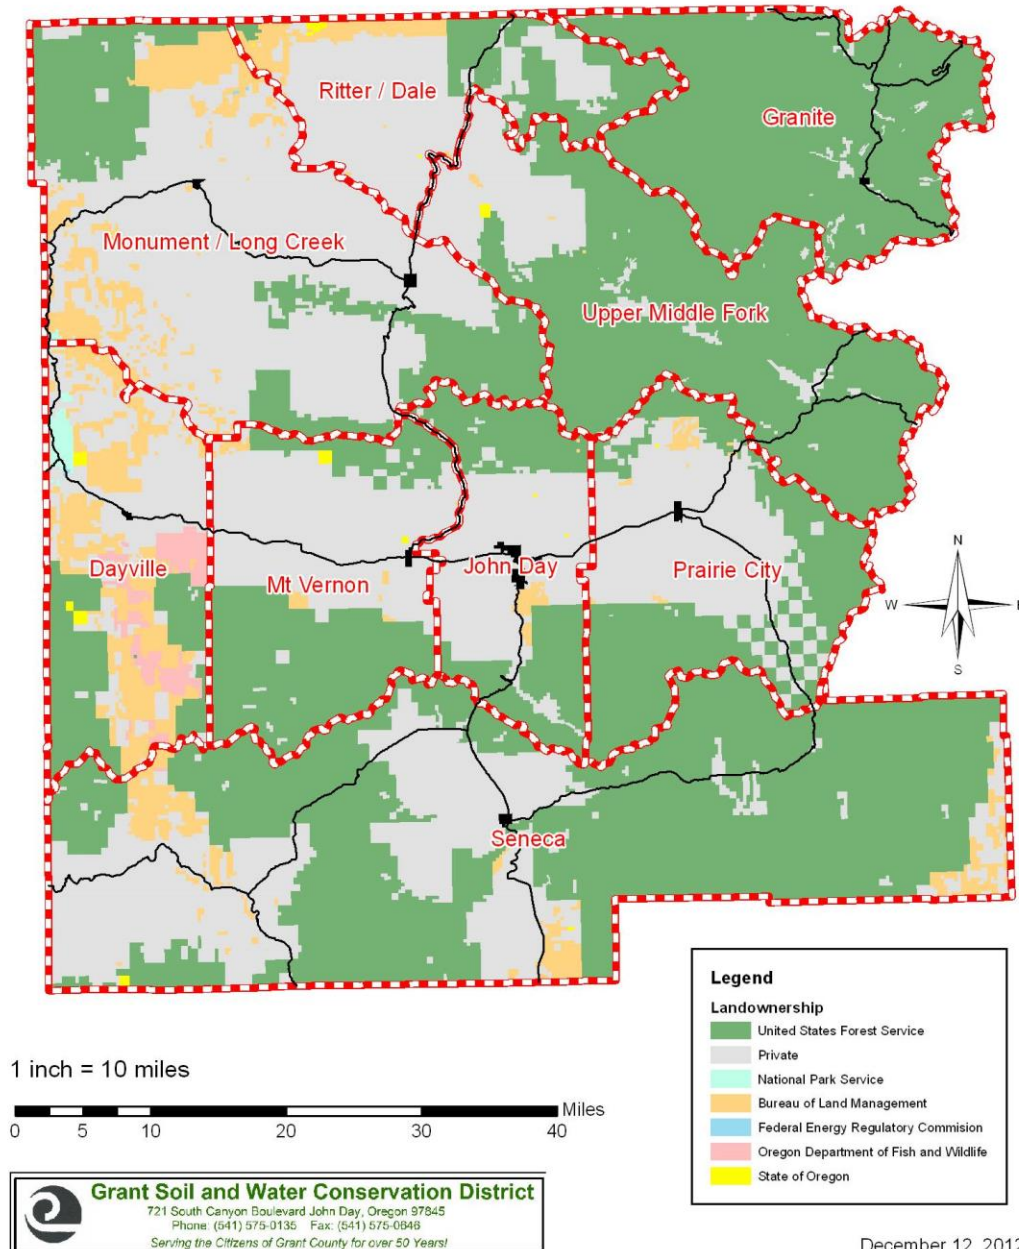 Ritter / Dale
Granite
Monument / Long Creek
Upper Middle Fork
Dayville
Mt Vernon
John Day
Prairie City
Seneca
N
W
E
S
Legend
Landownership
United States Forest Service
Private
National Park Service
Bureau of Land Management
Federal Energy Regulatory Commision
Oregon Department of Fish and Wildlife
State of Oregon
1 inch = 10 miles
Miles
0 5 10 20 30 40
Grant Soil and Water Conservation District
721 South Canyon Boulevard John Day, Oregon 97845
Phone: (541) 575-0135 Fax: (541) 575-0646
Serving the Citizens of Grant County for over 50 Years!